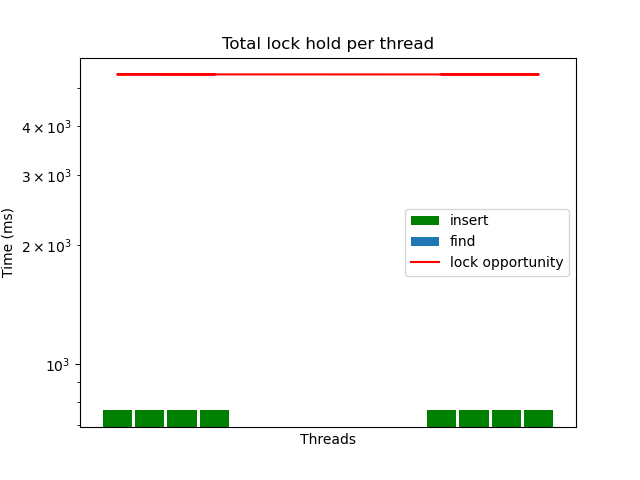 Total lock hold per thread
Time (ms)
4 × 10³
3 × 10³
2 × 10³
10³
insert
find
lock opportunity
Threads